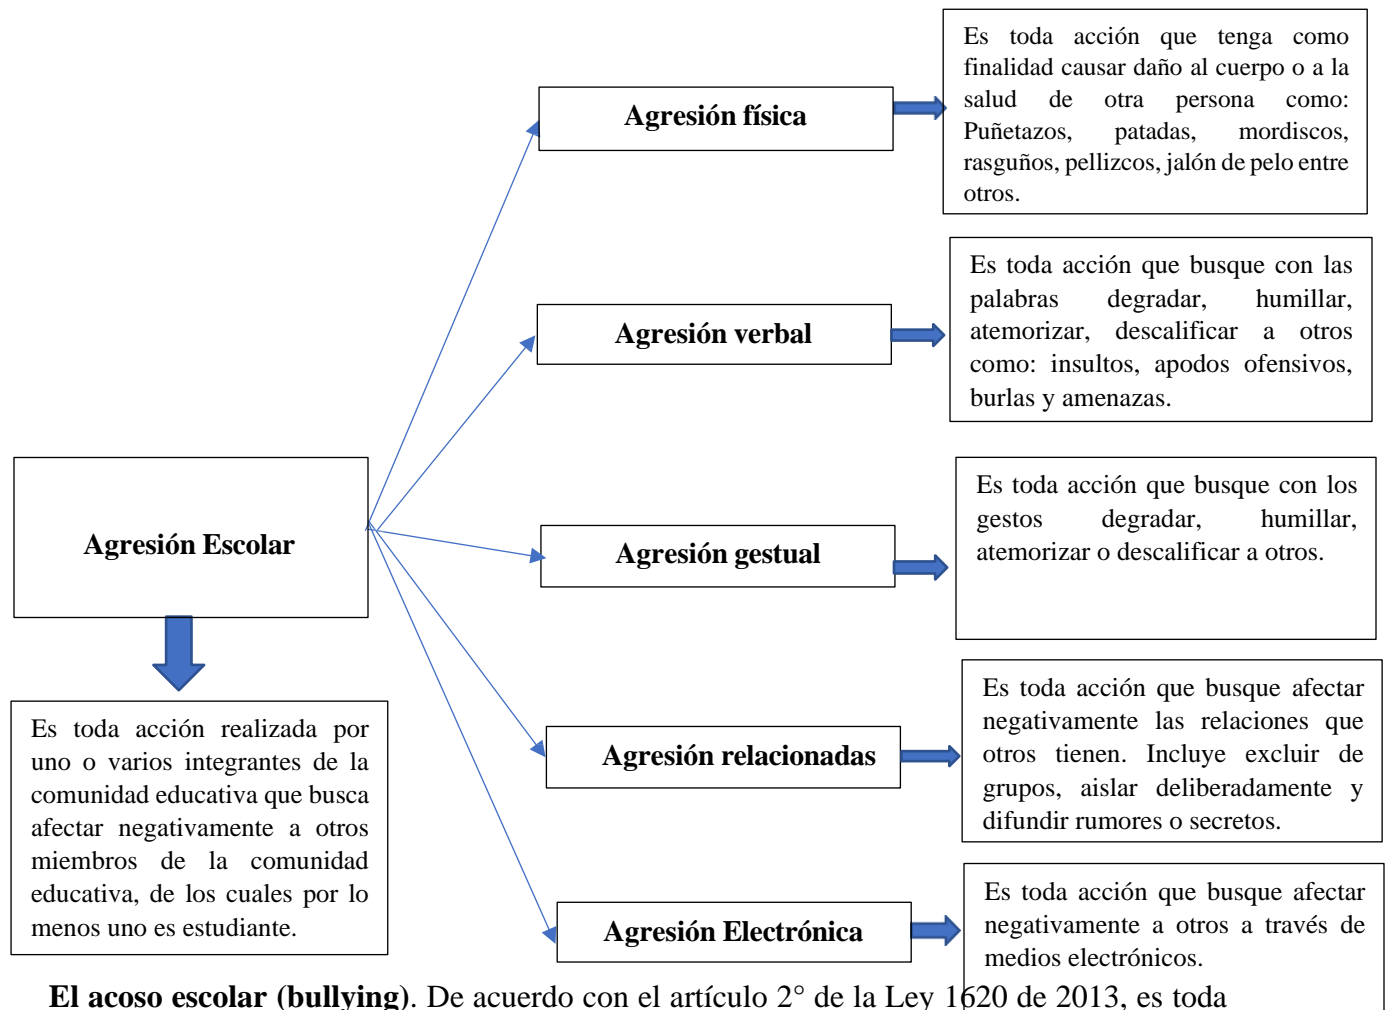 Agresión Escolar
Es toda acción realizada por
uno o varios integrantes de la
comunidad educativa que busca
afectar negativamente a otros
miembros de la comunidad
educativa, de los cuales por lo
menos uno es estudiante.
Agresión física
Es toda acción que tenga como
finalidad causar daño al cuerpo o a la
salud de otra persona como:
Puñetazos, patadas, mordiscos,
rasguños, pellizcos, jalón de pelo entre
otros.
Agresión verbal
Es toda acción que busque con las
palabras degradar, humillar,
atemorizar, descalificar a otros
como: insultos, apodos ofensivos,
burlas y amenazas.
Agresión gestual
Es toda acción que busque con los
gestos degradar, humillar,
atemorizar o descalificar a otros.
Agresión relacionadas
Es toda acción que busque afectar
negativamente las relaciones que
otros tienen. Incluye excluir de
grupos, aislar deliberadamente y
difundir rumores o secretos.
Agresión Electrónica
Es toda acción que busque afectar
negativamente a otros a través de
medios electrónicos.
El acoso escolar (bullying). De acuerdo con el artículo 2° de la Ley 1620 de 2013, es toda